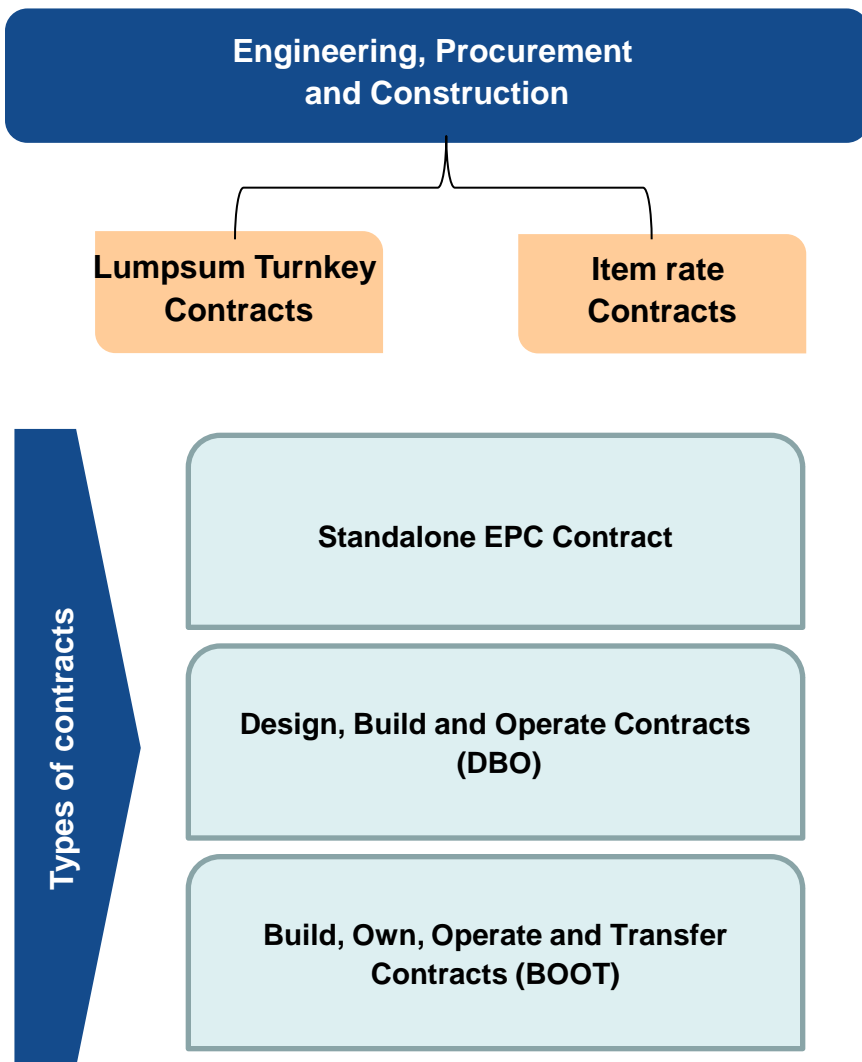 Engineering, Procurement
and Construction
Lumpsum Turnkey
Contracts
Item rate
Contracts
Types of contracts
Standalone EPC Contract
Design, Build and Operate Contracts
(DBO)
Build, Own, Operate and Transfer
Contracts (BOOT)